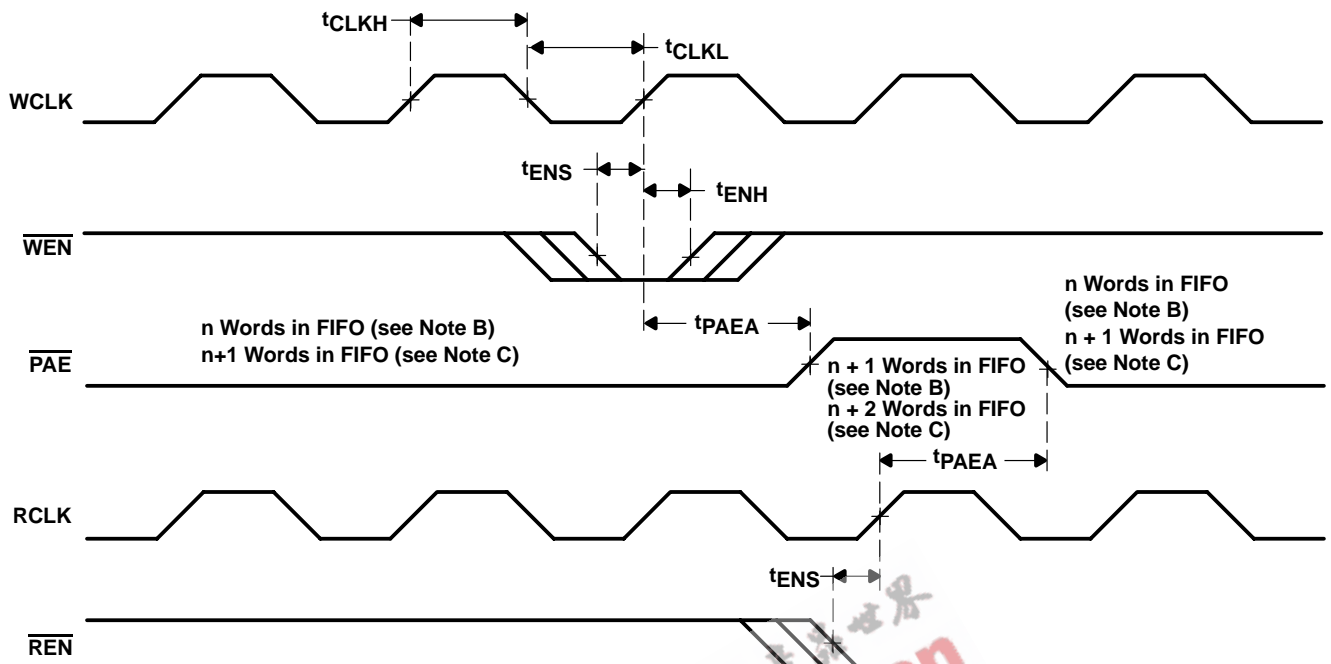 tCLKH
tCLKL
WCLK
tENS
tENH
WEN
n Words in FIFO (see Note B)
n+1 Words in FIFO (see Note C)
tPAEA
n Words in FIFO
(see Note B)
n + 1 Words in FIFO
(see Note C)
PAE
n + 1 Words in FIFO
(see Note B)
n + 2 Words in FIFO
(see Note C)
tPAEA
RCLK
tENS
REN